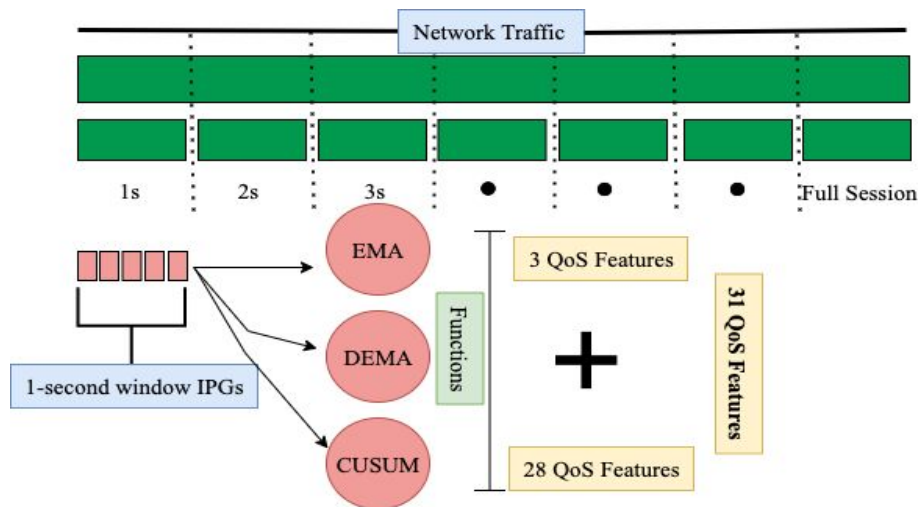 Network Traffic
1s
2s
3s
Full Session
EMA
DEMA
CUSUM
1-second window IPGs
Functions
3 QoS Features
+
28 QoS Features
31 QoS Features